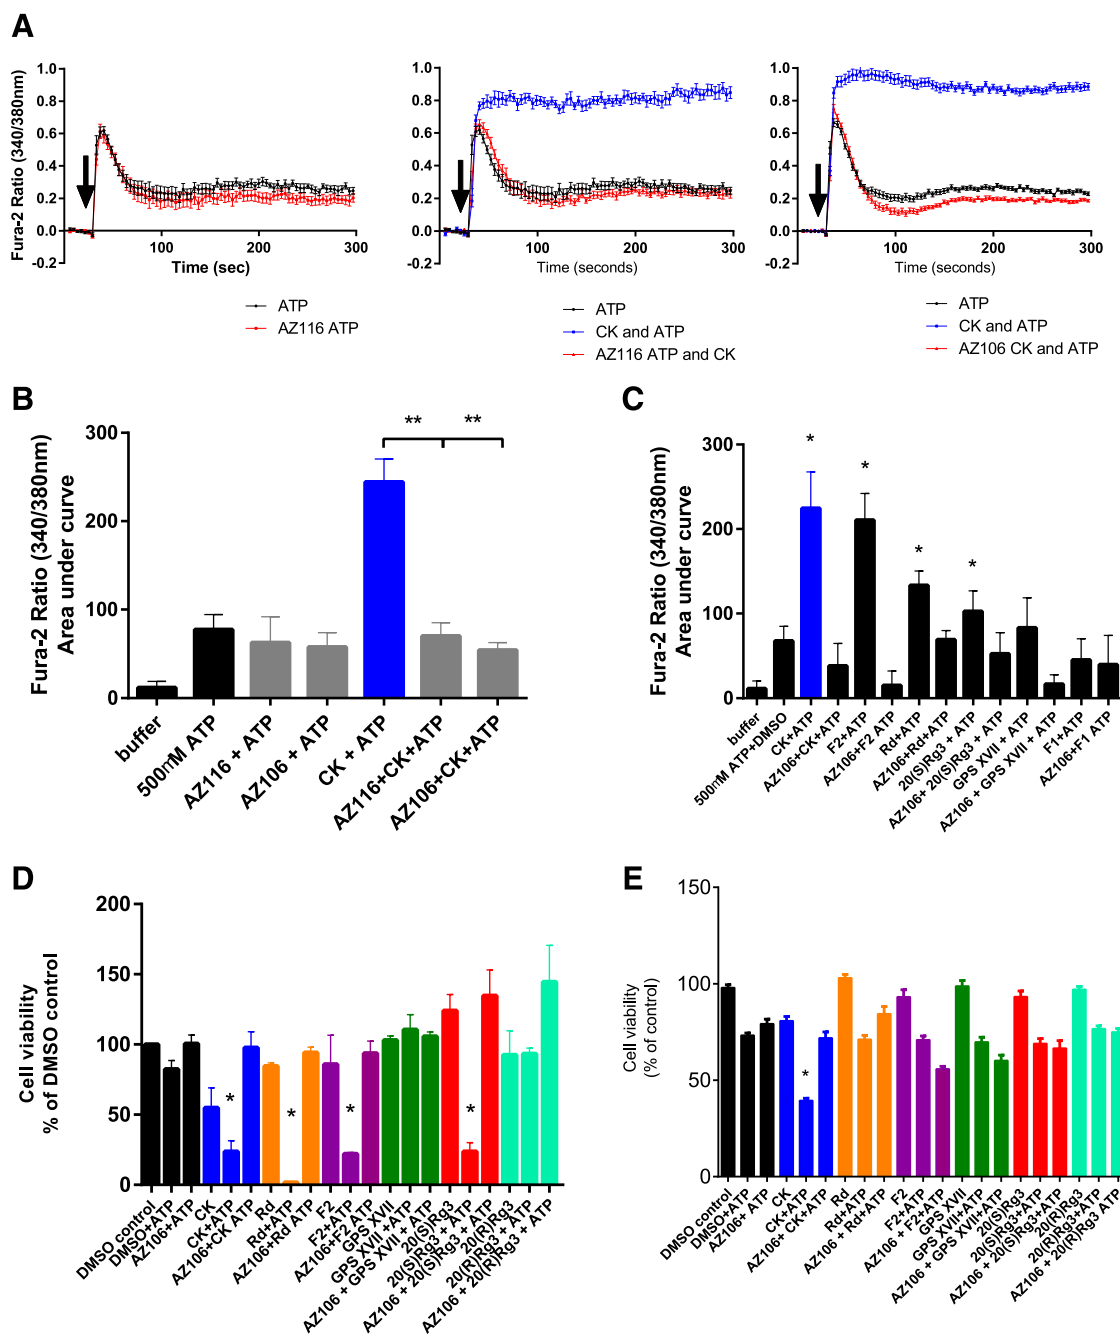 A
Fura-2 Ratio (340/380nm)
1.0
0.8
0.6
0.4
0.2
0.0
-0.2
100
200
300
Time (sec)
ATP
AZ116 ATP
1.0
0.8
0.6
0.4
0.2
0.0
-0.2
100
200
300
Time (seconds)
ATP
CK and ATP
AZ116 ATP and CK
1.0
0.8
0.6
0.4
0.2
0.0
-0.2
100
200
300
Time (seconds)
ATP
CK and ATP
AZ106 CK and ATP
B
Fura-2 Ratio (340/380nm)
Area under curve
300
200
100
0
**
**
buffer
500mM ATP
AZ116 + ATP
AZ106 + ATP
CK + ATP
AZ116+CK+ATP
AZ106+CK+ATP
C
Fura-2 Ratio (340/380nm)
Area under curve
300
200
100
0
*
*
*
*
buffer
500mM ATP+DMSO
CK+ATP
AZ106+CK+ATP
F2+ATP
AZ106+F2 ATP
Rd+ATP
AZ106+Rd+ATP
20(S)Rg3 + ATP
AZ106+ 20(S)Rg3 + ATP
GPS XVII + ATP
AZ106 + GPS XVII + ATP
F1+ATP
AZ106+F1 ATP
D
Cell viability
% of DMSO control
200
150
100
50
0
*
*
*
*
DMSO control
DMSO+ATP
AZ106+ATP
CK
CK+ATP
AZ106+CK ATP
Rd
Rd+ATP
AZ106+Rd ATP
F2
F2+ATP
AZ106+F2 ATP
GPS XVII
GPS XVII + ATP
AZ106 + GPS XVII + ATP
20(S)Rg3
20(S)Rg3 + ATP
AZ106 + 20(S)Rg3 + ATP
20(R)Rg3
20(R)Rg3 + ATP
AZ106 + 20(R)Rg3 + ATP
E
Cell viability
(% of control)
150
100
50
0
*
DMSO control
DMSO+ATP
AZ106+ ATP
CK
CK+ATP
AZ106+ CK+ATP
Rd
Rd+ATP
AZ106 + Rd+ATP
F2
F2+ATP
AZ106 + F2+ATP
GPS XVII
GPS XVII+ATP
AZ106 + GPS XVII+ATP
20(S)Rg3
20(S)Rg3+ATP
AZ106 + 20(S)Rg3+ATP
20(R)Rg3
20(R)Rg3+ATP
AZ106 + 20(R)Rg3 ATP